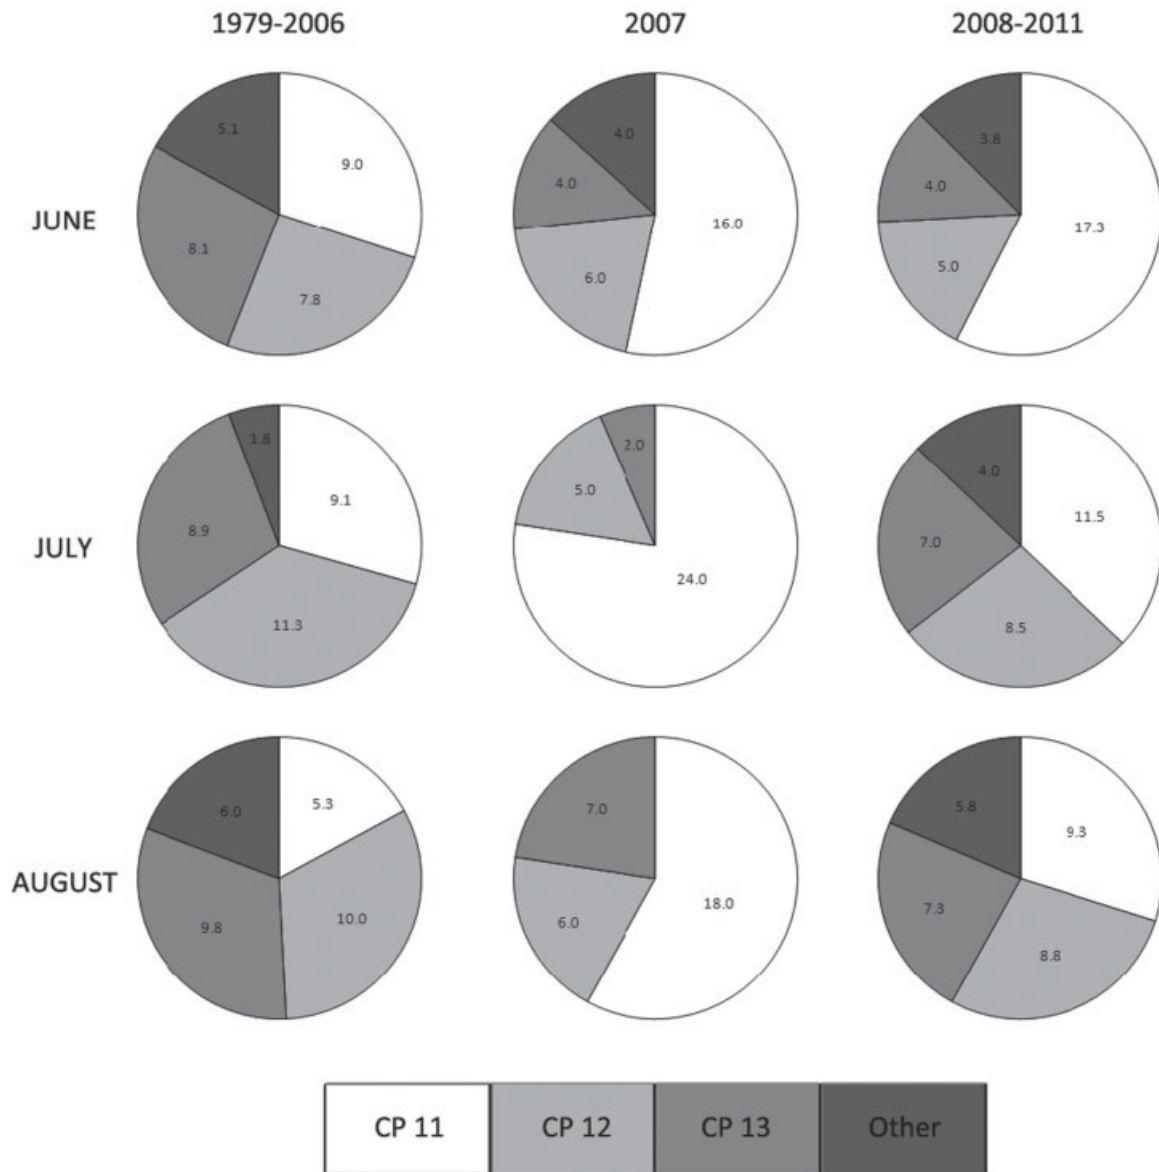 1979-2006 2007 2008-2011
5.1 9.0 4.0 3.8
4.0 4.0
JUNE 16.0 17.3
8.1 7.8 6.0 5.0
1.8 2.0 4.0
9.1 5.0 11.5
8.9
JULY 24.0 7.0
11.3 8.5
6.0 5.3 7.0 5.8 9.3
AUGUST 18.0 7.3
9.8 10.0 6.0 8.8
CP 11 CP 12 CP 13 Other